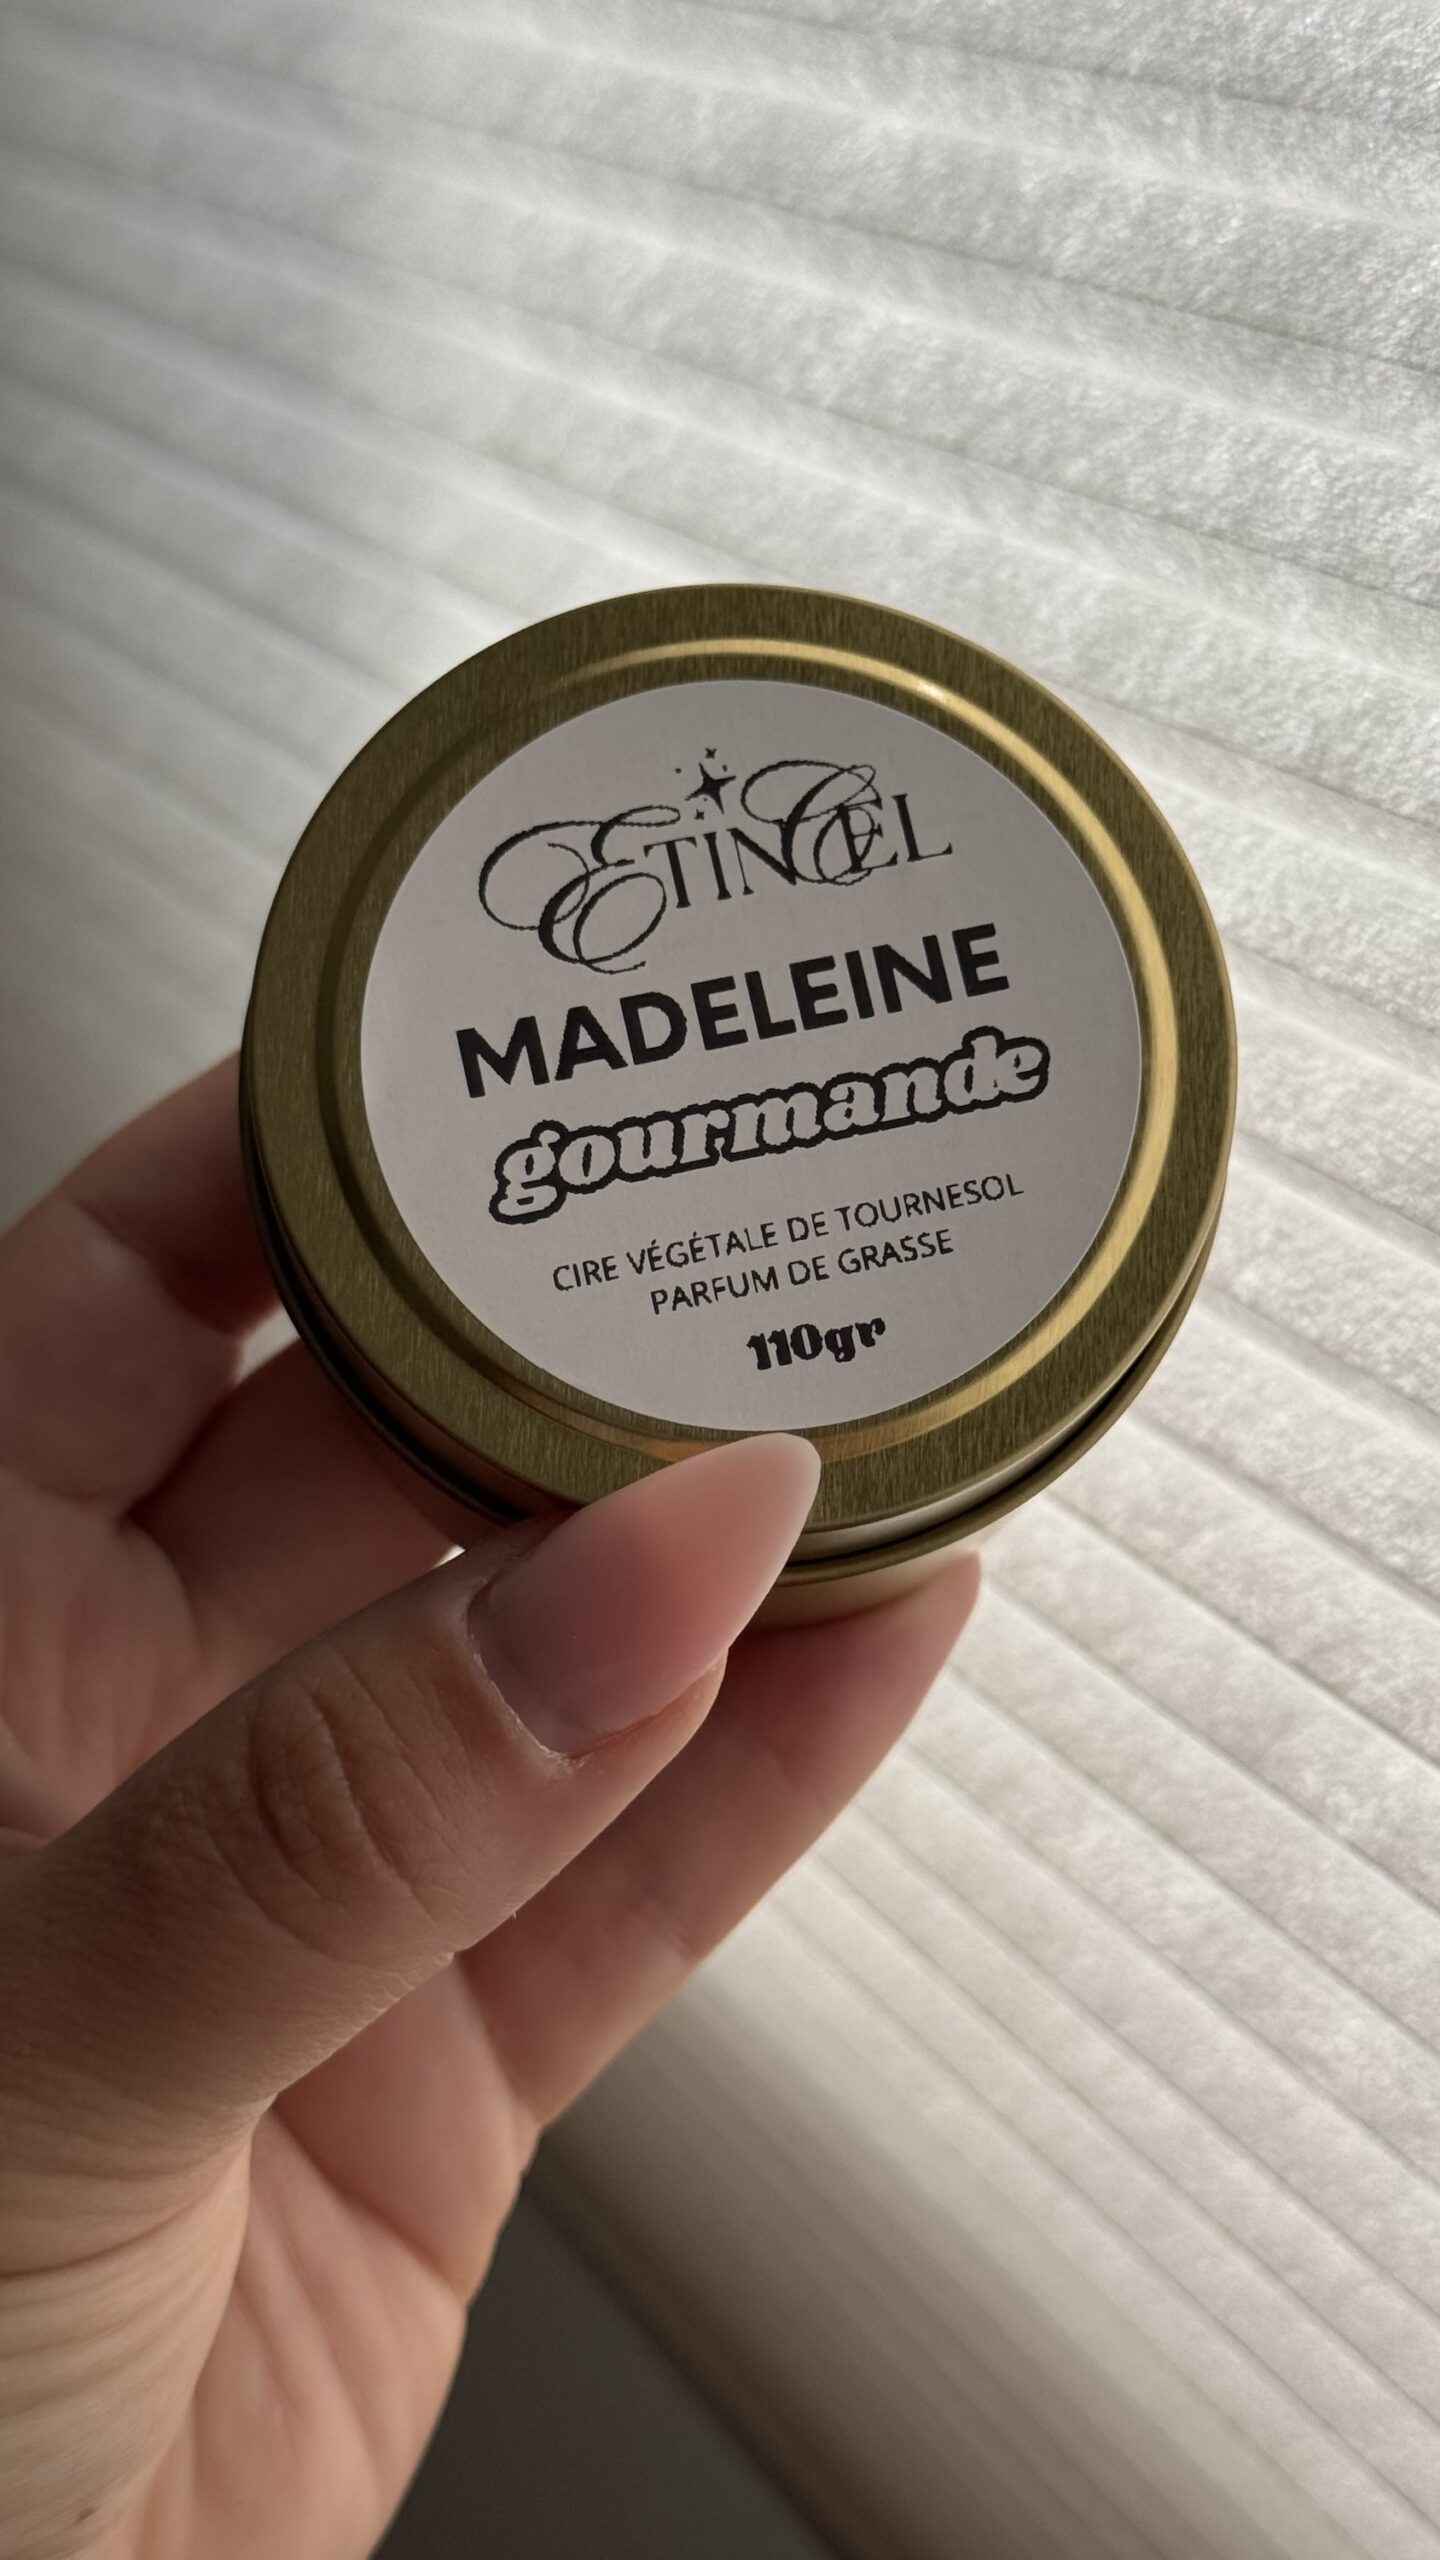 ETINCEL
MADELEINE
gourmande
CIRE VÉGÉTALE DE TOURNESOL
PARFUM DE GRASSE
110gr